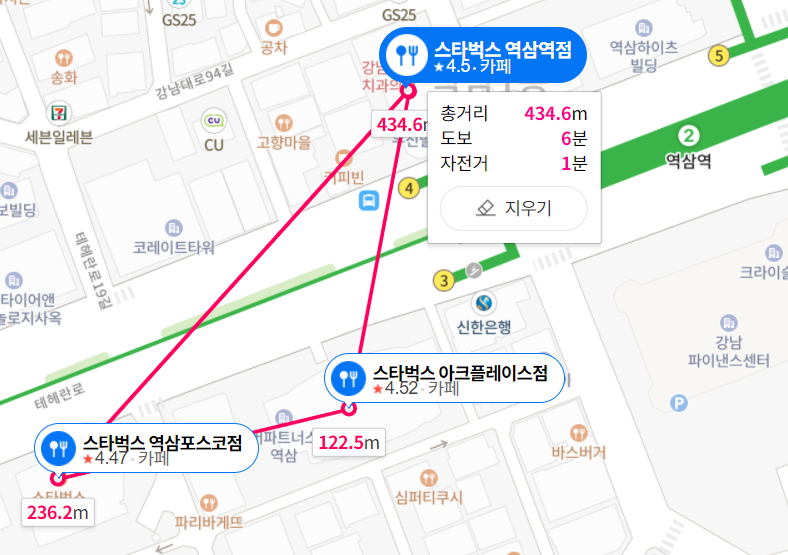 GS25
GS25
공차
송화
강남대로94길
세븐일레븐
CU
고향마을
커피빈
스타벅스 역삼역점
★4.5 · 카페
역삼하이츠
빌딩
5
치과의
434.6
총거리 434.6m
도보 6분
자전거 1분
지우기
2
역삼역
4
보빌딩
코레이트타워
테헤란로19길
타이어앤
놀로지사옥
3
신한은행
크라이슬
강남
파이낸스센터
P
테헤란로
스타벅스 아크플레이스점
★4.52 · 카페
파트너스
역삼
122.5m
스타벅스 역삼포스코점
★4.47 · 카페
스타벅스
236.2m
파리바게뜨
심퍼티쿠시
바스버거